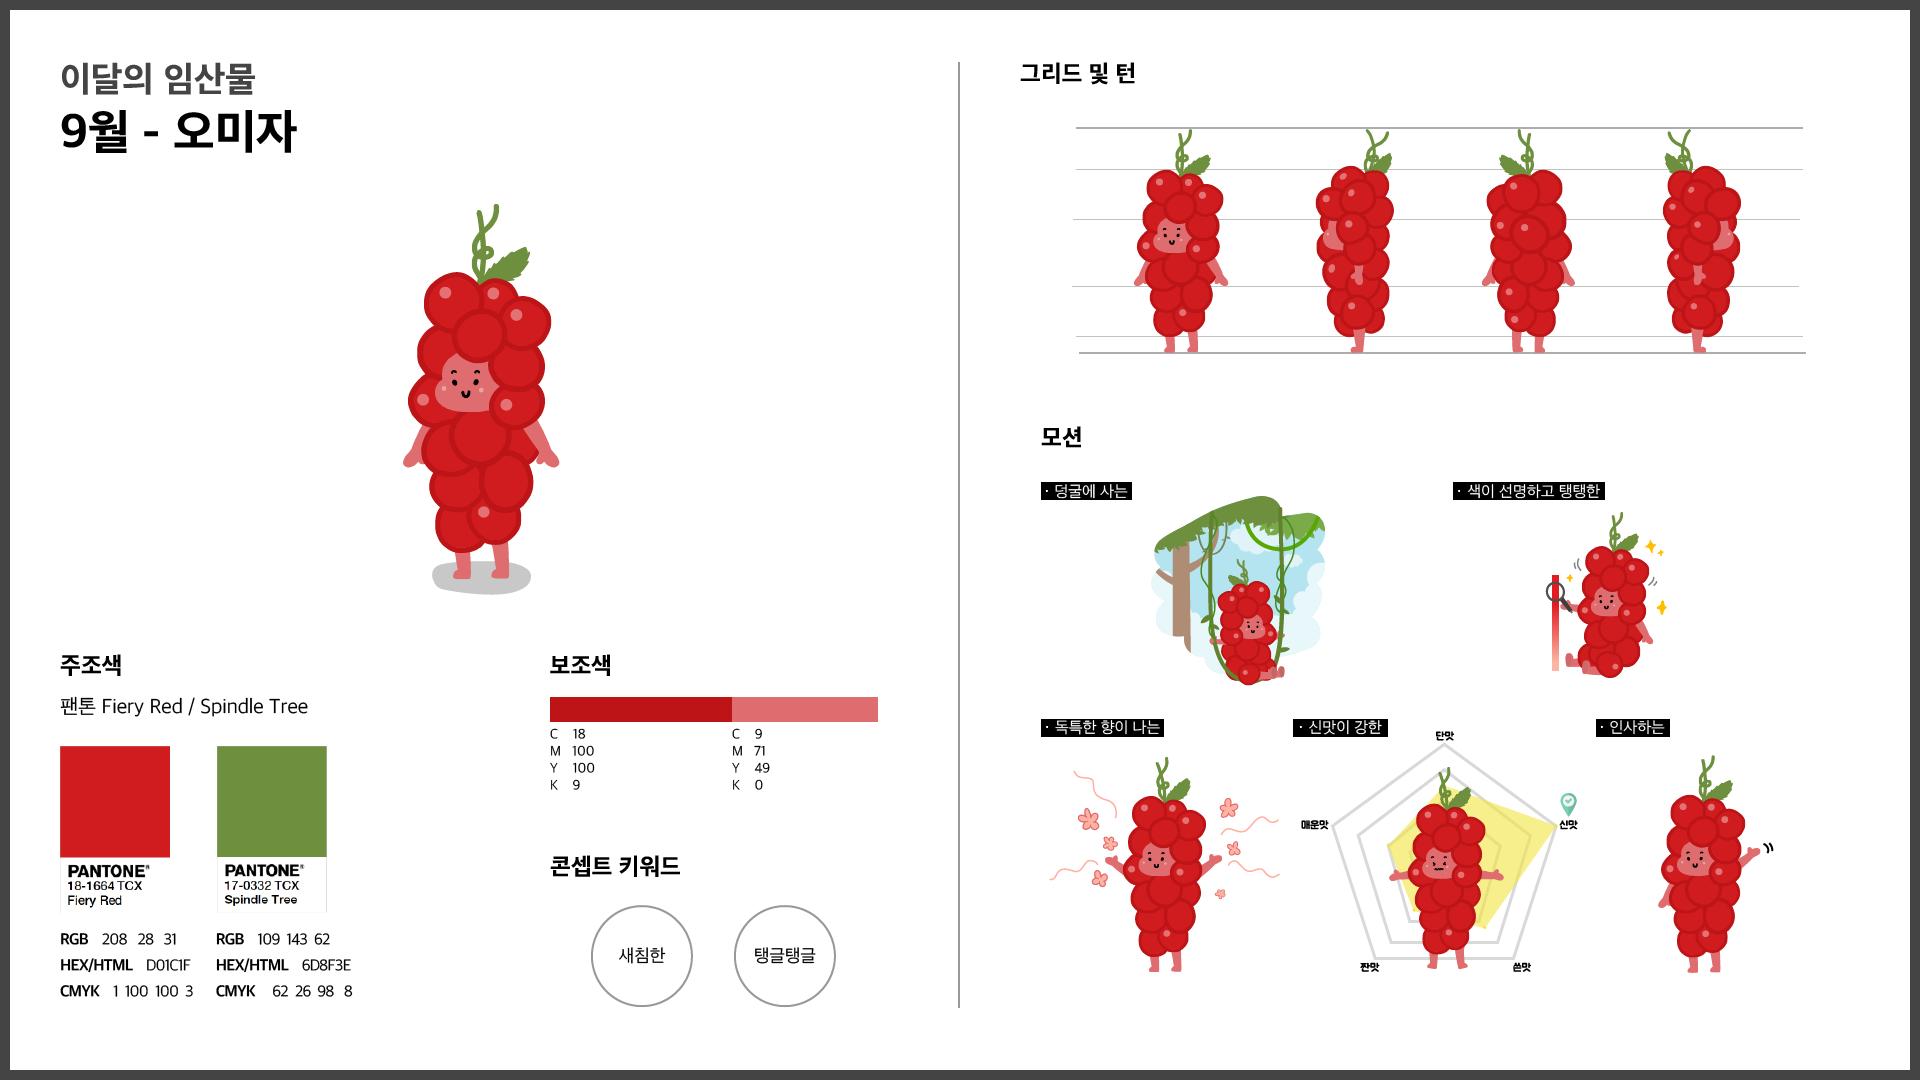 이달의 임산물
9월 - 오미자
주조색
팬톤 Fiery Red / Spindle Tree
PANTONE®
18-1664 TCX
Fiery Red
PANTONE®
17-0332 TCX
Spindle Tree
RGB 208 28 31
HEX/HTML D01C1F
CMYK 1 100 100 3
RGB 109 143 62
HEX/HTML 6D8F3E
CMYK 62 26 98 8
보조색
C 18
M 100
Y 100
K 9
C 9
M 71
Y 49
K 0
콘셉트 키워드
새침한
탱글탱글
그리드 및 턴
모션
· 덩굴에 사는
· 색이 선명하고 탱탱한
· 독특한 향이 나는
· 신맛이 강한
단맛
매운맛
신맛
짠맛
쓴맛
· 인사하는